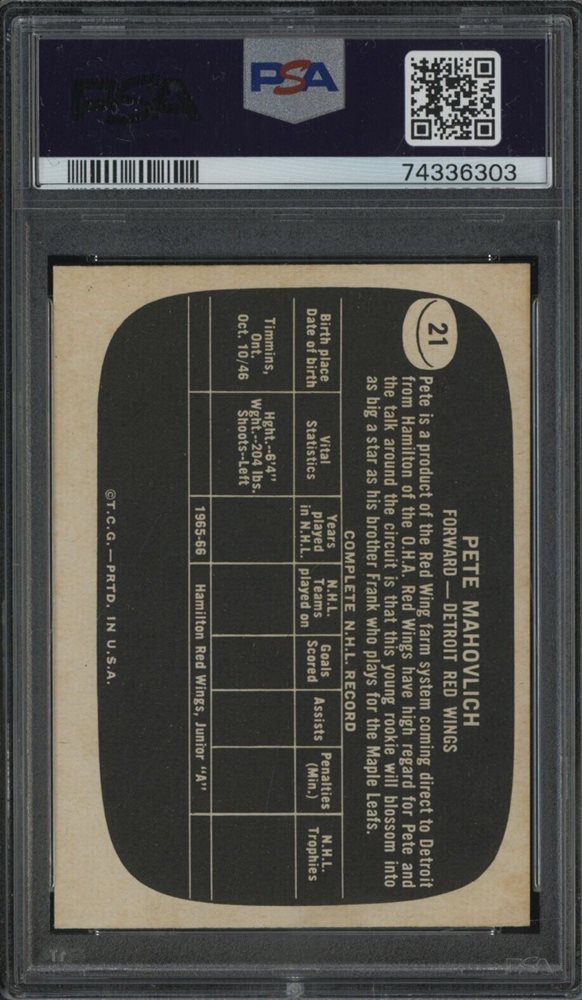 PSA
PSA
74336303
21
PETE MAHOVLICH
FORWARD — DETROIT RED WINGS
Pete is a product of the Red Wing farm system coming direct to Detroit
from Hamilton of the O.H.A. Red Wings have high regard for Pete and
the talk around the circuit is that this young rookie will blossom into
as big a star as his brother Frank who plays for the Maple Leafs.
COMPLETE N.H.L. RECORD
Birth place
Date of birth
Vital
Statistics
Years
played
in N.H.L.
N.H.L.
Teams
played on
Goals
Scored
Assists
Penalties
(Min.)
N.H.L.
Trophies
Timmins,
Ont.
Oct. 10/46
Hght.--6'4"
Wght.--204 lbs.
Shoots--Left
1965-66
Hamilton Red Wings, Junior "A"
©T.C.G.—PRTD. IN U.S.A.